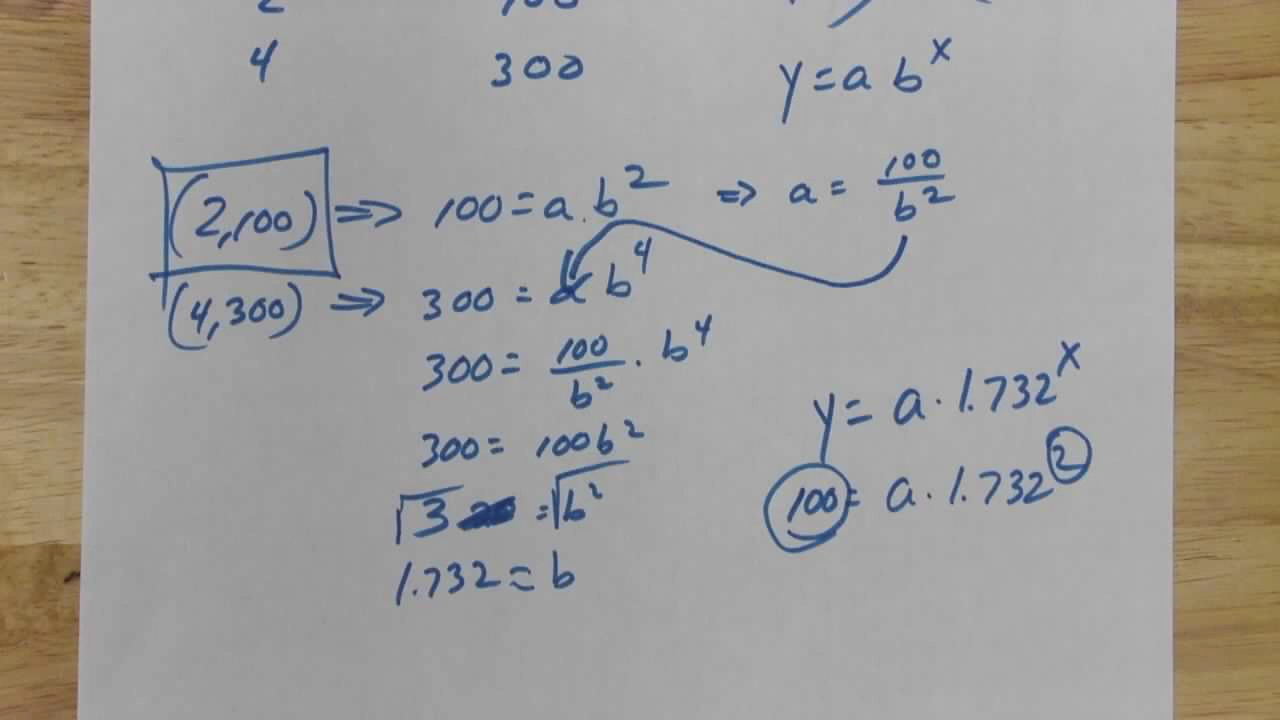 4 300
y = a b^x
(2,100) ⇒ 100 = a.b^2 ⇒ a = 100/b^2
(4,300) ⇒ 300 = a b^4
300 = 100/b^2 · b^4
300 = 100b^2
√3 = √b^2
1.732 = b
y = a · 1.732^x
100 = a · 1.732^2